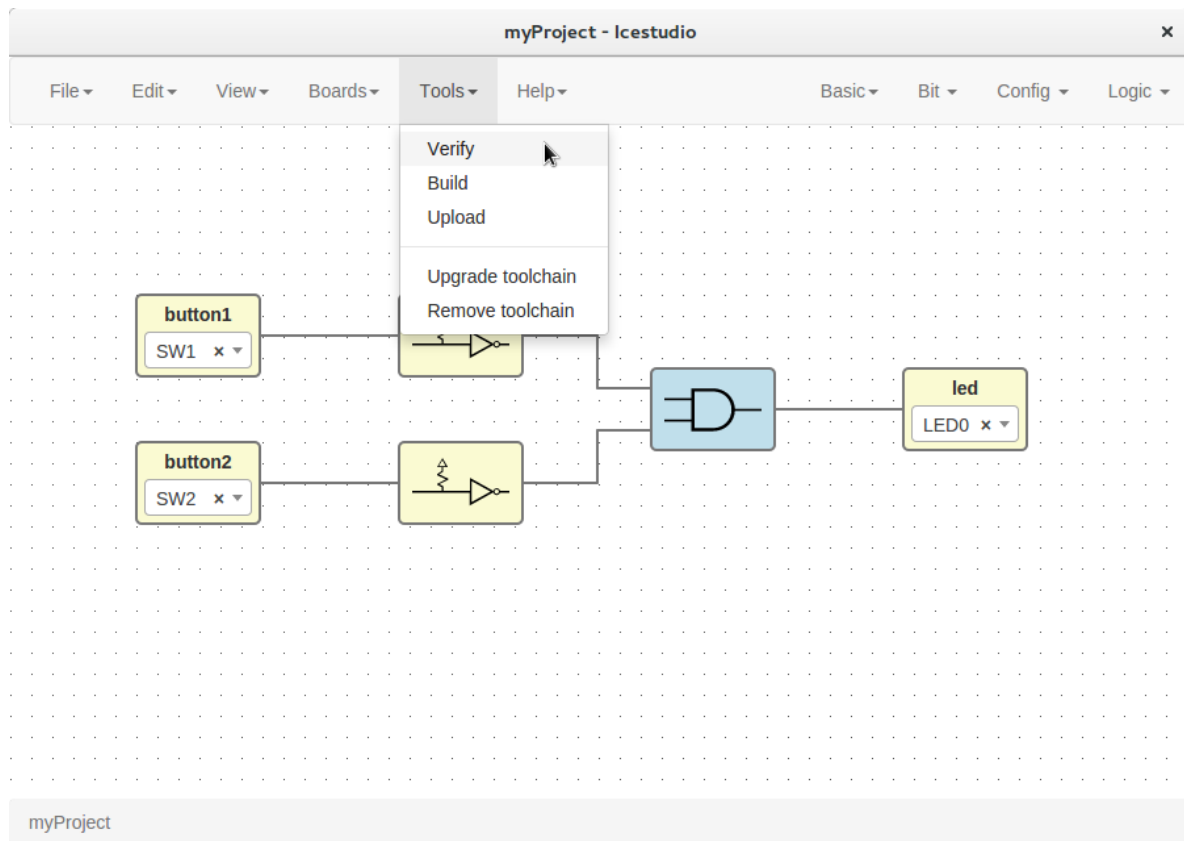 myProject - Icestudio ×
File Edit View Boards Tools Help Basic Bit Config Logic
Verify
Build
Upload
Upgrade toolchain
Remove toolchain
button1
SW1 ×
led
LED0 ×
button2
SW2 ×
myProject